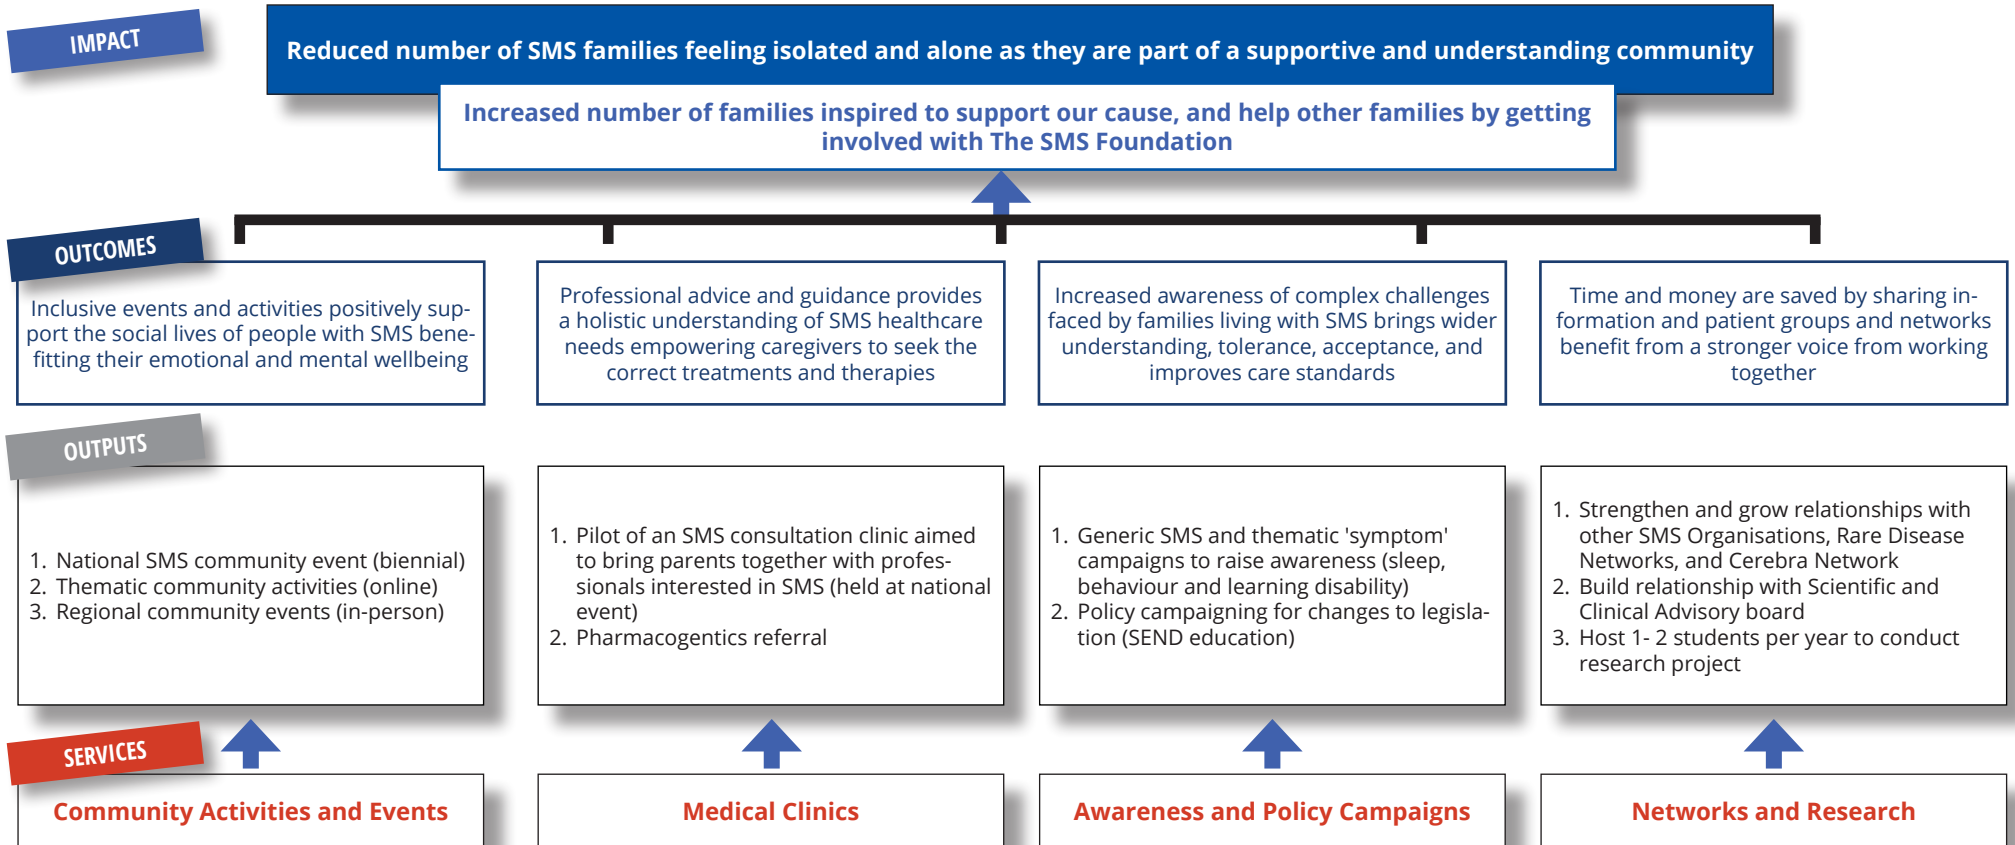 IMPACT
Reduced number of SMS families feeling isolated and alone as they are part of a supportive and understanding community
Increased number of families inspired to support our cause, and help other families by getting
involved with The SMS Foundation
OUTCOMES
Inclusive events and activities positively sup-
port the social lives of people with SMS bene-
fitting their emotional and mental wellbeing
Professional advice and guidance provides
a holistic understanding of SMS healthcare
needs empowering caregivers to seek the
correct treatments and therapies
Increased awareness of complex challenges
faced by families living with SMS brings wider
understanding, tolerance, acceptance, and
improves care standards
Time and money are saved by sharing in-
formation and patient groups and networks
benefit from a stronger voice from working
together
OUTPUTS
1. National SMS community event (biennial)
2. Thematic community activities (online)
3. Regional community events (in-person)
1. Pilot of an SMS consultation clinic aimed
to bring parents together with profes-
sionals interested in SMS (held at national
event)
2. Pharmacogentics referral
1. Generic SMS and thematic 'symptom'
campaigns to raise awareness (sleep,
behaviour and learning disability)
2. Policy campaigning for changes to legisla-
tion (SEND education)
1. Strengthen and grow relationships with
other SMS Organisations, Rare Disease
Networks, and Cerebra Network
2. Build relationship with Scientific and
Clinical Advisory board
3. Host 1- 2 students per year to conduct
research project
SERVICES
Community Activities and Events
Medical Clinics
Awareness and Policy Campaigns
Networks and Research